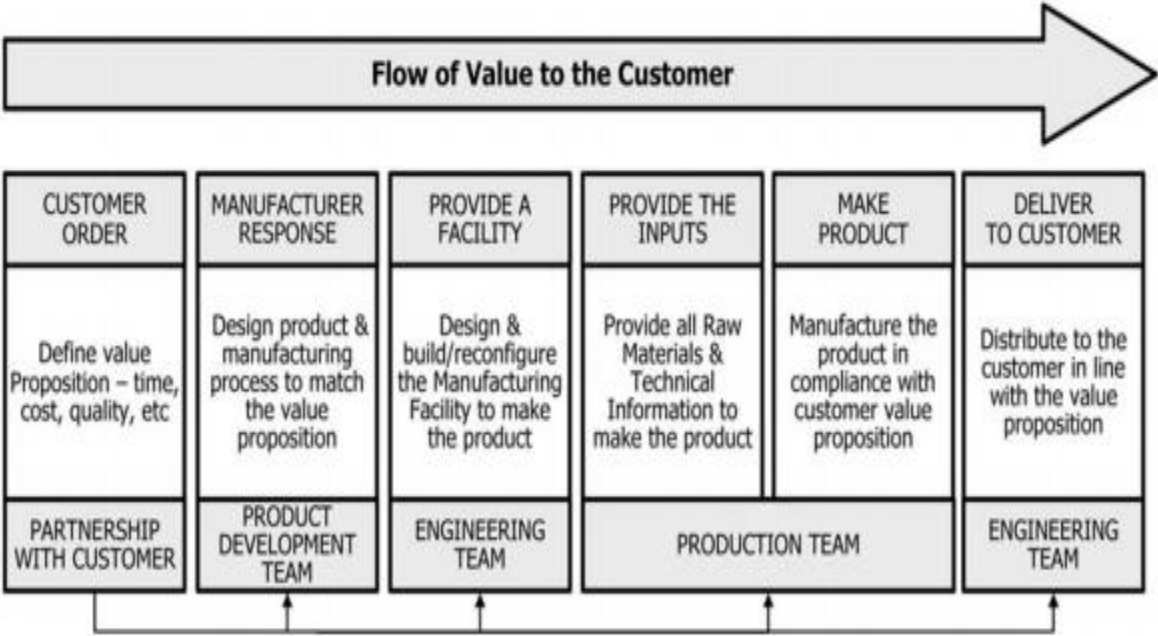 Flow of Value to the Customer
CUSTOMER
ORDER
MANUFACTURER
RESPONSE
PROVIDE A
FACILITY
PROVIDE THE
INPUTS
MAKE
PRODUCT
DELIVER
TO CUSTOMER
Define value
Proposition – time,
cost, quality, etc
Design product &
manufacturing
process to match
the value
proposition
Design &
build/reconfigure
the Manufacturing
Facility to make
the product
Provide all Raw
Materials &
Technical
Information to
make the product
Manufacture the
product in
compliance with
customer value
proposition
Distribute to the
customer in line
with the value
proposition
PARTNERSHIP
WITH CUSTOMER
PRODUCT
DEVELOPMENT
TEAM
ENGINEERING
TEAM
PRODUCTION TEAM
ENGINEERING
TEAM